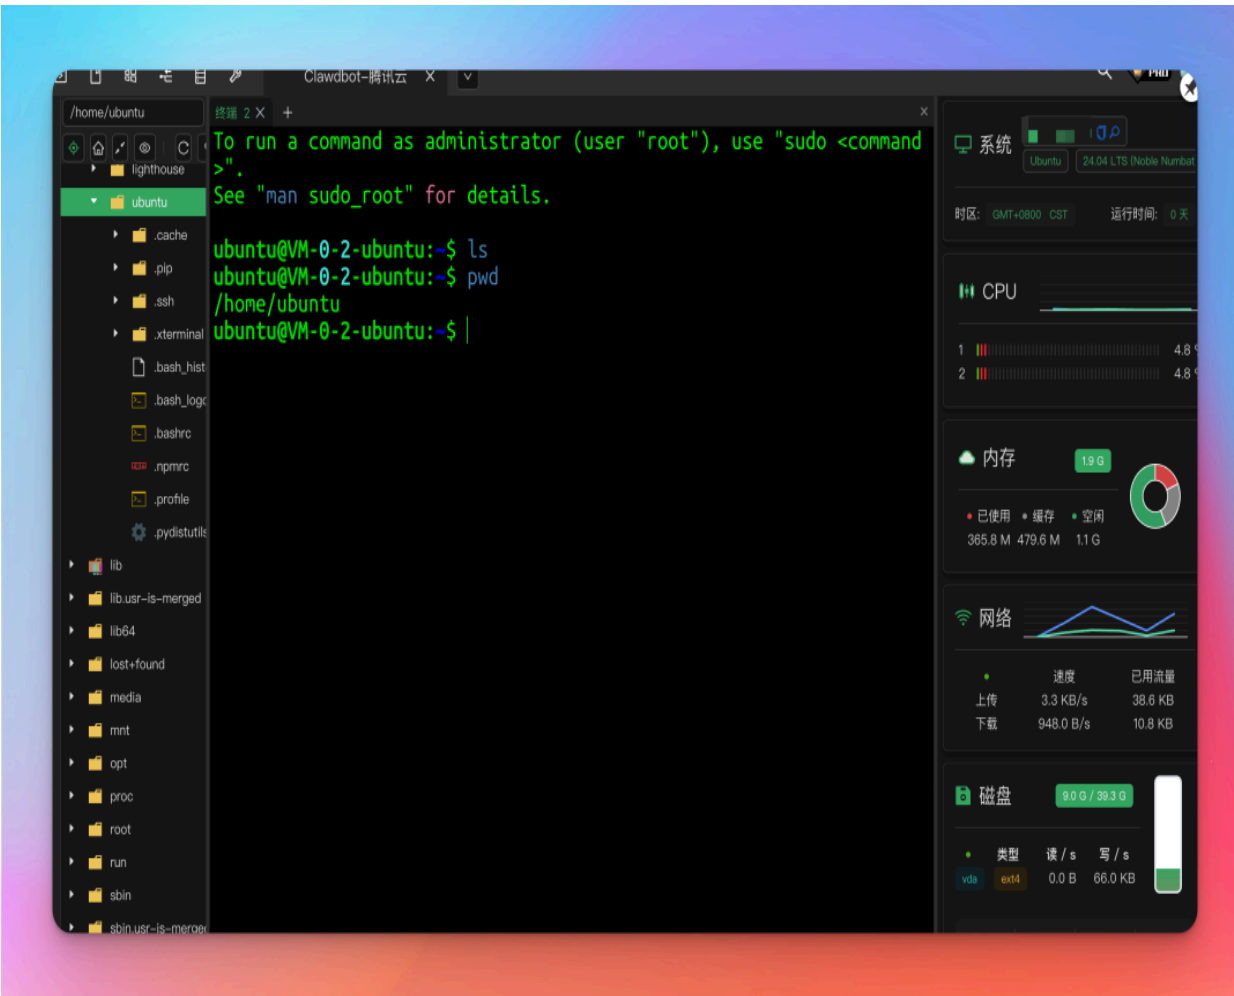 Clawdbot-腾讯云 X
PRO
/home/ubuntu
终端 2 X +
lighthouse
ubuntu
.cache
.pip
.ssh
.xterminal
.bash_hist
.bash_logo
.bashrc
.npmrc
.profile
.pydistutils
lib
lib.usr-is-merged
lib64
lost+found
media
mnt
opt
proc
root
run
sbin
sbin.usr-is-merged
To run a command as administrator (user "root"), use "sudo <command
>".
See "man sudo_root" for details.
ubuntu@VM-0-2-ubuntu:~$ ls
ubuntu@VM-0-2-ubuntu:~$ pwd
/home/ubuntu
ubuntu@VM-0-2-ubuntu:~$
系统
Ubuntu 24.04 LTS (Noble Numbat
时区: GMT+0800 CST 运行时间: 0 天
CPU
1 4.8 %
2 4.8 %
内存 1.9 G
已使用 缓存 空闲
365.8 M 479.6 M 1.1 G
网络
速度 已用流量
上传 3.3 KB/s 38.6 KB
下载 948.0 B/s 10.8 KB
磁盘 9.0 G / 39.3 G
类型 读 / s 写 / s
vda ext4 0.0 B 66.0 KB